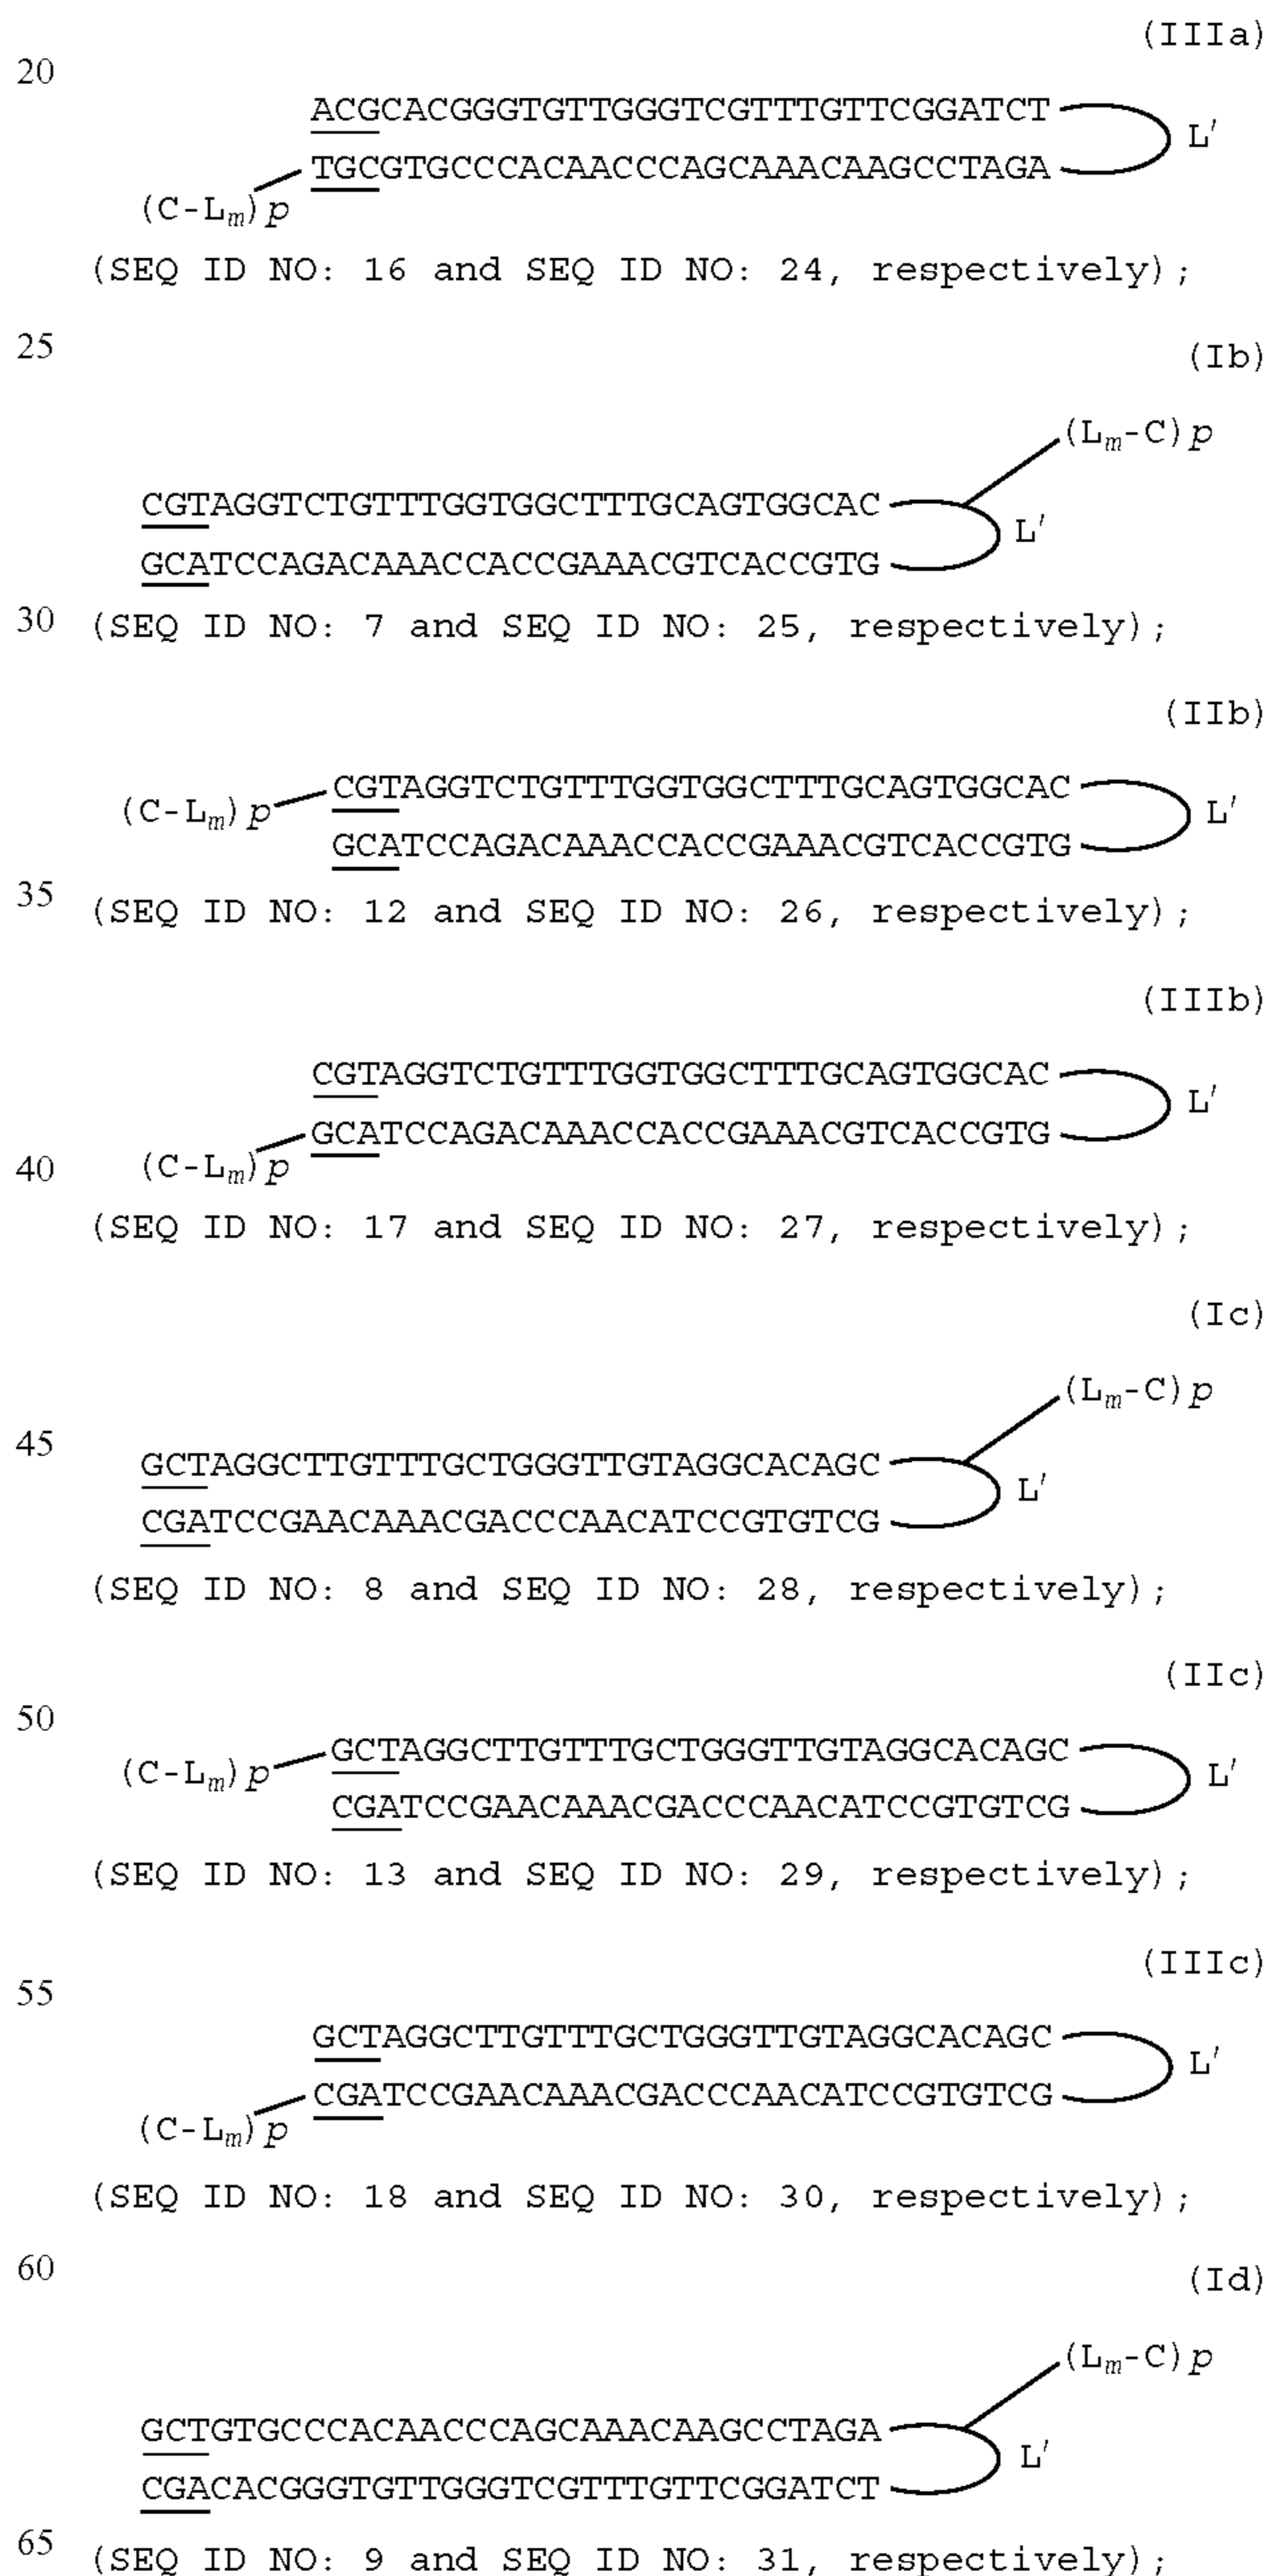 (IIIa)
20
ACGCACGGGTGTTGGGTCGTTTGTTCGGATCT
L′
TGCGTGCCCACAACCCAGCAAACAAGCCTAGA
(C-Lm)p
(SEQ ID NO: 16 and SEQ ID NO: 24, respectively);
25
(Ib)
(Lm-C)p
CGTAGGTCTGTTTGGTGGCTTTGCAGTGGCAC
L′
GCATCCAGACAAACCACCGAAACGTCACCGTG
30 (SEQ ID NO: 7 and SEQ ID NO: 25, respectively);
(IIb)
CGTAGGTCTGTTTGGTGGCTTTGCAGTGGCAC
(C-Lm)p L′
GCATCCAGACAAACCACCGAAACGTCACCGTG
35 (SEQ ID NO: 12 and SEQ ID NO: 26, respectively);
(IIIb)
CGTAGGTCTGTTTGGTGGCTTTGCAGTGGCAC
L′
GCATCCAGACAAACCACCGAAACGTCACCGTG
40 (C-Lm)p
(SEQ ID NO: 17 and SEQ ID NO: 27, respectively);
(Ic)
(Lm-C)p
45
GCTAGGCTTGTTTGCTGGGTTGTAGGCACAGC
L′
CGATCCGAACAAACGACCCAACATCCGTGTCG
(SEQ ID NO: 8 and SEQ ID NO: 28, respectively);
(IIc)
50
GCTAGGCTTGTTTGCTGGGTTGTAGGCACAGC
(C-Lm)p L′
CGATCCGAACAAACGACCCAACATCCGTGTCG
(SEQ ID NO: 13 and SEQ ID NO: 29, respectively);
(IIIc)
55
GCTAGGCTTGTTTGCTGGGTTGTAGGCACAGC
L′
CGATCCGAACAAACGACCCAACATCCGTGTCG
(C-Lm)p
(SEQ ID NO: 18 and SEQ ID NO: 30, respectively);
60
(Id)
(Lm-C)p
GCTGTGCCCACAACCCAGCAAACAAGCCTAGA
L′
CGACACGGGTGTTGGGTCGTTTGTTCGGATCT
65 (SEQ ID NO: 9 and SEQ ID NO: 31, respectively);